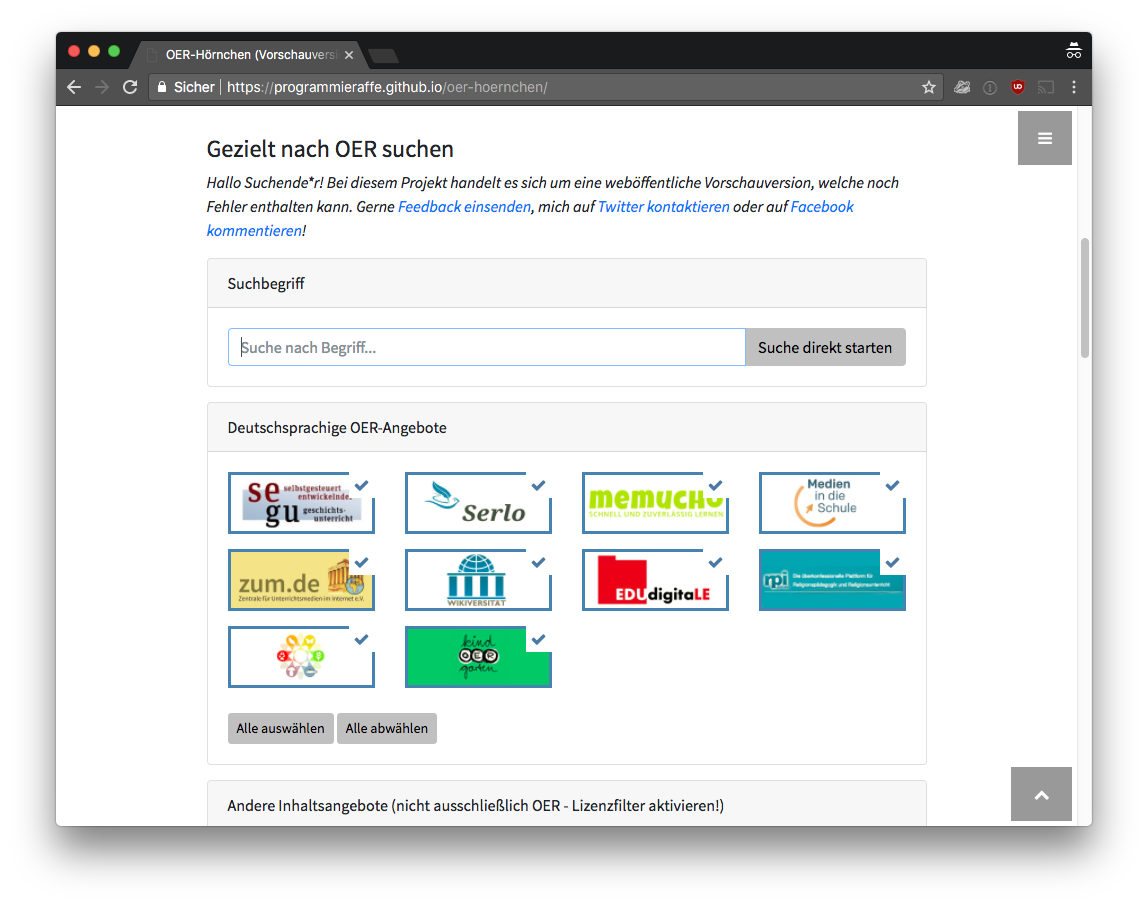 OER-Hörnchen (Vorschauversi
Sicher
https://programmieraffe.github.io/oer-hoernchen/
Gezielt nach OER suchen
Hallo Suchende*r! Bei diesem Projekt handelt es sich um eine weböffentliche Vorschauversion, welche noch
Fehler enthalten kann. Gerne Feedback einsenden, mich auf Twitter kontaktieren oder auf Facebook
kommentieren!
Suchbegriff
Suche nach Begriff...
Suche direkt starten
Deutschsprachige OER-Angebote
segu
selbstgesteuert
entwickelnde.
geschichts-
unterricht
Serlo
memucho
SCHNELL UND ZUVERLÄSSIG LERNEN
Medien
in die
Schule
zum.de
Zentrale für Unterrichtsmedien im Internet e.V.
WIKIVERSITÄT
EDUdigitaLE
rpi
Die überkonfessionelle Plattform für
Religionspädagogik und Religionsunterricht
kind
OER
garten
Alle auswählen
Alle abwählen
Andere Inhaltsangebote (nicht ausschließlich OER - Lizenzfilter aktivieren!)